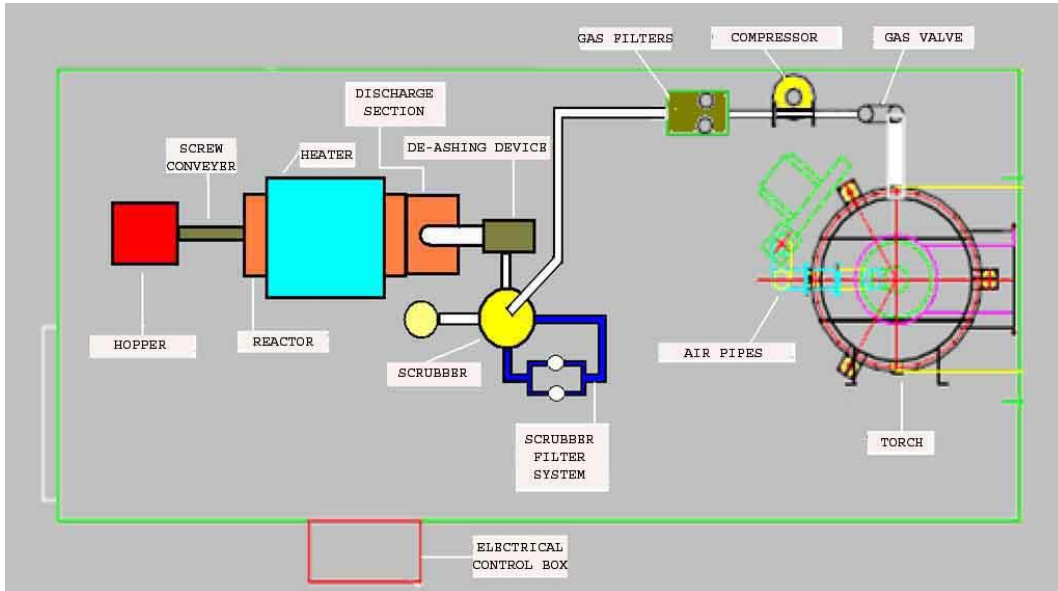 GAS FILTERS
COMPRESSOR
GAS VALVE
DISCHARGE
SECTION
SCREW
CONVEYER
HEATER
DE-ASHING DEVICE
HOPPER
REACTOR
SCRUBBER
AIR PIPES
SCRUBBER
FILTER
SYSTEM
TORCH
ELECTRICAL
CONTROL BOX